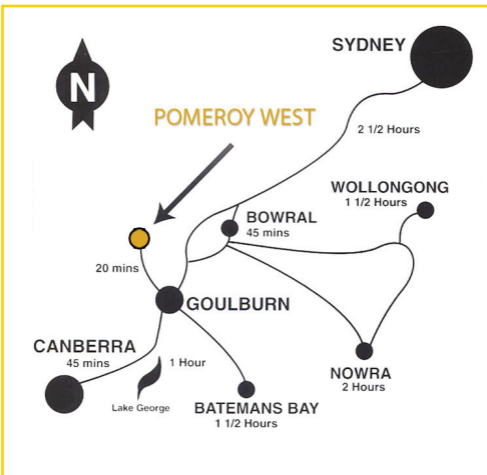 SYDNEY
N
POMEROY WEST
2 1/2 Hours
WOLLONGONG
1 1/2 Hours
BOWRAL
45 mins
20 mins
GOULBURN
CANBERRA
45 mins
1 Hour
NOWRA
2 Hours
Lake George
BATEMANS BAY
1 1/2 Hours